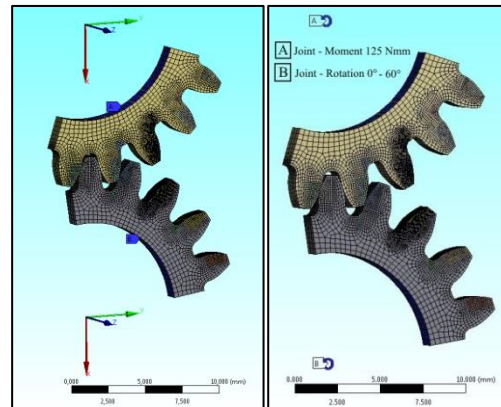 A
B
X
Y
Z
X
Y
Z
0,000 5,000 10,000 (mm)
2,500 7,500
A
A Joint - Moment 125 Nmm
B Joint - Rotation 0° - 60°
B
0,000 5,000 10,000 (mm)
2,500 7,500